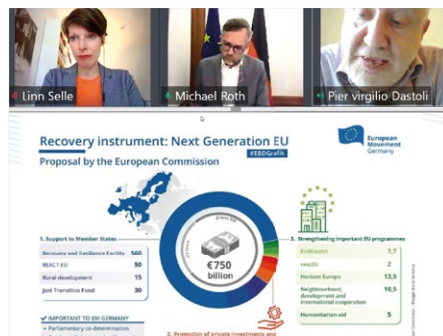 Linn Selle
Michael Roth
Pier virgilio Dastoli
Recovery instrument: Next Generation EU
#EBDGrafik
Proposal by the European Commission
European
Movement
Germany
€750
billion
1. Support to Member States
Recovery and Resilience Facility 560
REACT-EU 50
Rural development 15
Just Transition Fund 30
3. Strengthening important EU programmes
EU4Health 7,7
rescEU 2
Horizon Europe 13,5
Neighbourhood, 10,5
development and
international cooperation
Humanitarian aid 5
IMPORTANT TO EM GERMANY
• Parliamentary co-determination
2. Promotion of private investments and